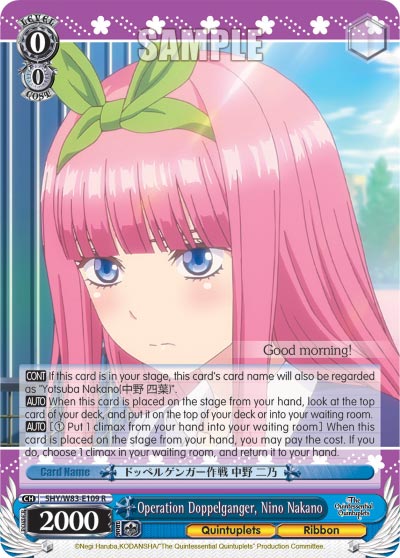 LEVEL
0
0
COST
SAMPLE
Good morning!
CONT If this card is in your stage, this card's card name will also be regarded
as "Yotsuba Nakano(中野 四葉)".
AUTO When this card is placed on the stage from your hand, look at the top
card of your deck, and put it on the top of your deck or into your waiting room.
AUTO [① Put 1 climax from your hand into your waiting room] When this
card is placed on the stage from your hand, you may pay the cost. If you
do, choose 1 climax in your waiting room, and return it to your hand.
Card Name
ドッペルゲンガー作戦 中野 二乃
CH 5HY/W83-E109 R
Operation Doppelganger, Nino Nakano
The Quintessential Quintuplets
POWER
2000
Quintuplets
Ribbon
©Negi Haruba,KODANSHA/"The Quintessential Quintuplets" Production Committee.